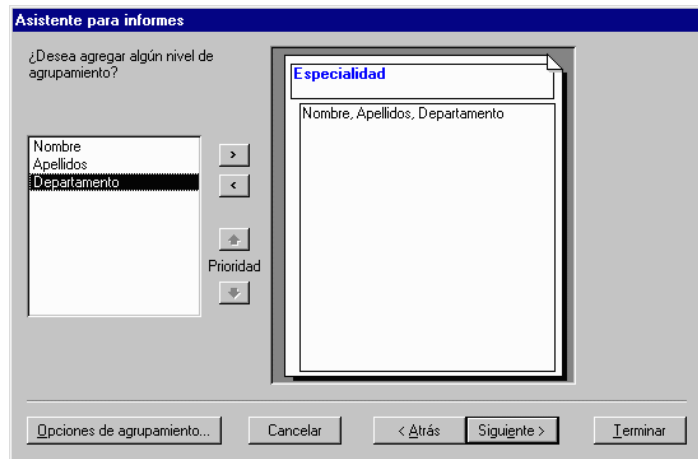 Asistente para informes
¿Desea agregar algún nivel de
agrupamiento?
Nombre
Apellidos
Departamento
>
<
Prioridad
Especialidad
Nombre, Apellidos, Departamento
Opciones de agrupamiento...
Cancelar
< Atrás
Siguiente >
Terminar